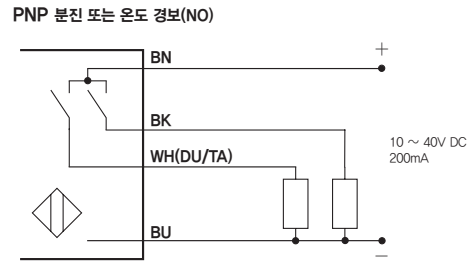 PNP 분진 또는 온도 경보(NO)
BN
+
BK
10 ~ 40V DC
200mA
WH(DU/TA)
BU
−